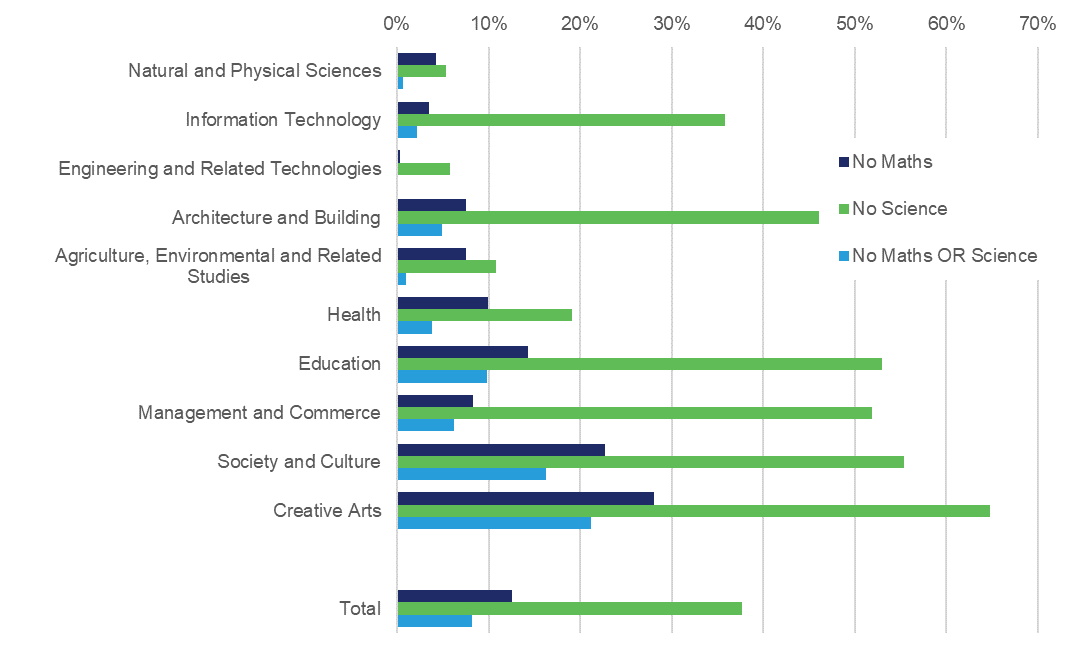 0% 10% 20% 30% 40% 50% 60% 70%
Natural and Physical Sciences
Information Technology
Engineering and Related Technologies
Architecture and Building
Agriculture, Environmental and Related
Studies
Health
Education
Management and Commerce
Society and Culture
Creative Arts
Total
No Maths
No Science
No Maths OR Science